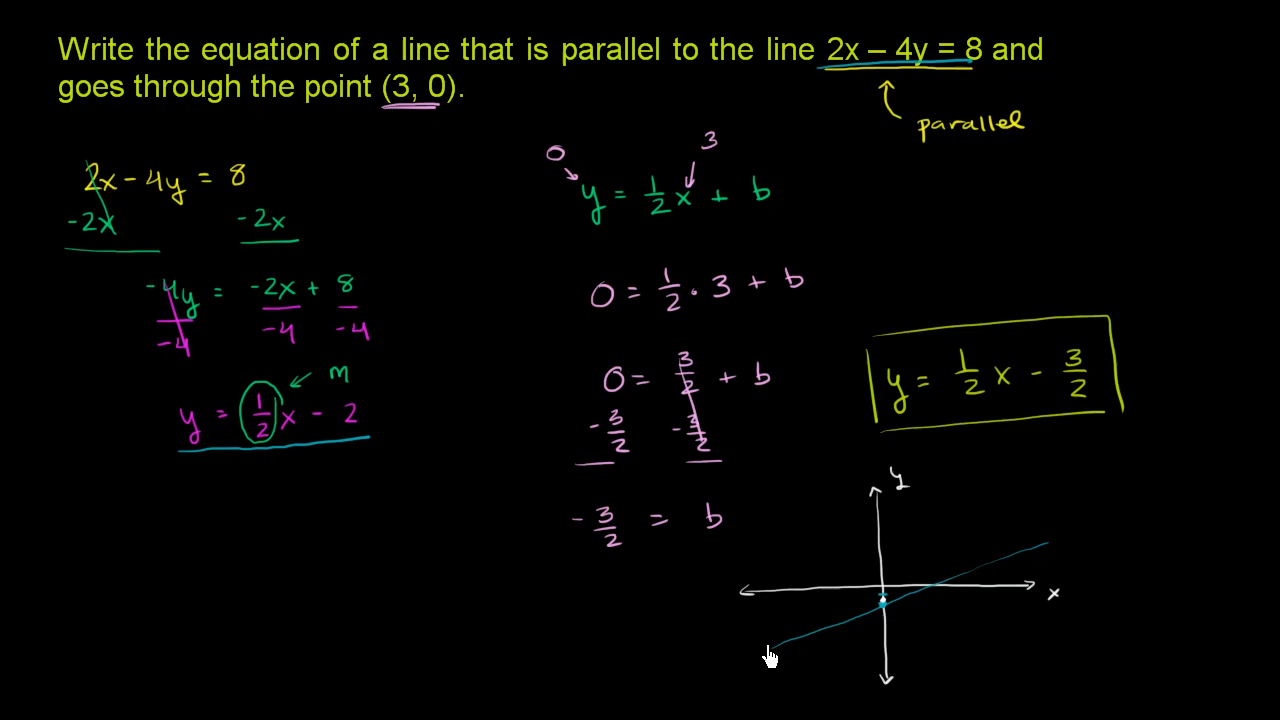 Write the equation of a line that is parallel to the line 2x – 4y = 8 and
goes through the point (3, 0).
parallel
2x - 4y = 8
-2x -2x
-4y = -2x + 8
-4 -4 -4
m
y = 1/2 x - 2
0 3
y = 1/2 x + b
0 = 1/2 · 3 + b
0 = 3/2 + b
-3/2 -3/2
-3/2 = b
y = 1/2 x - 3/2
y
x